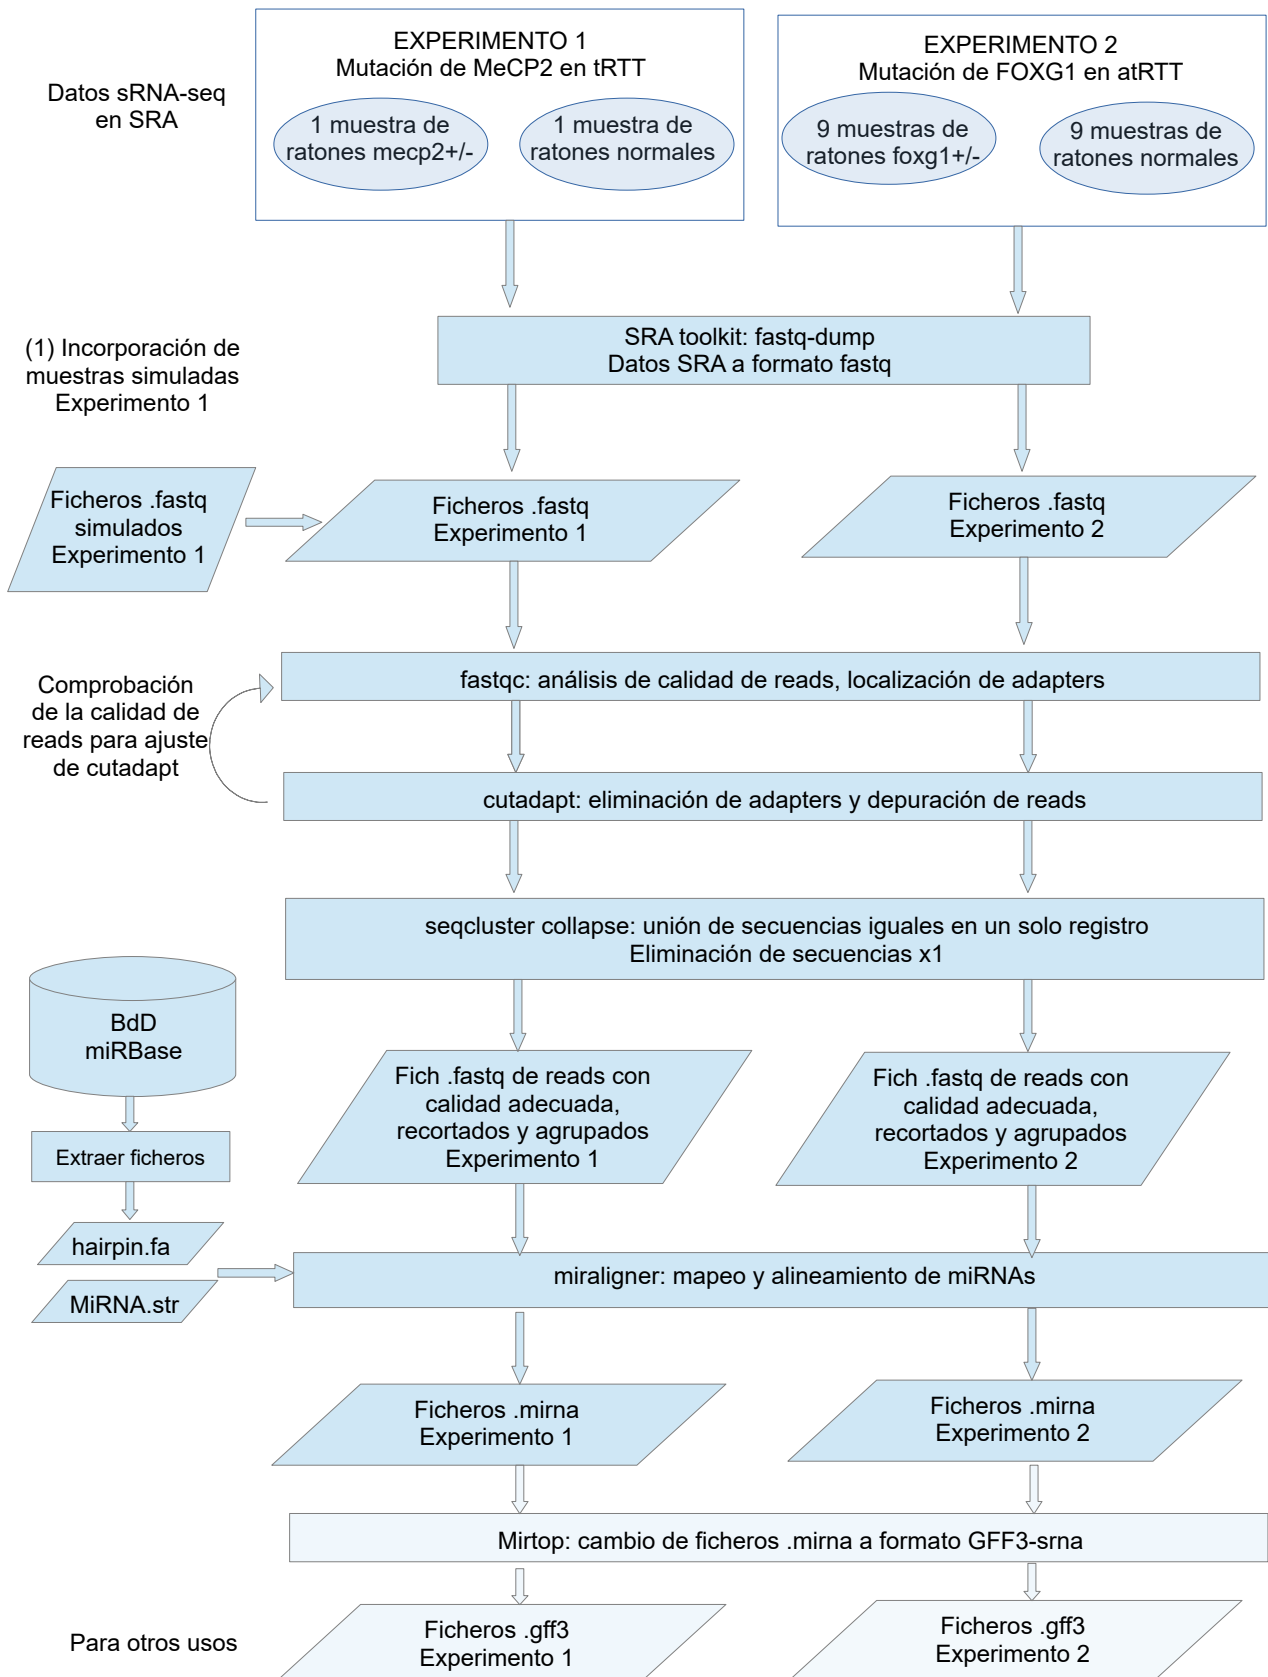 Datos sRNA-seq
en SRA
EXPERIMENTO 1
Mutación de MeCP2 en tRTT
1 muestra de
ratones mecp2+/-
1 muestra de
ratones normales
EXPERIMENTO 2
Mutación de FOXG1 en atRTT
9 muestras de
ratones foxg1+/-
9 muestras de
ratones normales
SRA toolkit: fastq-dump
Datos SRA a formato fastq
(1) Incorporación de
muestras simuladas
Experimento 1
Ficheros .fastq
simulados
Experimento 1
Ficheros .fastq
Experimento 1
Ficheros .fastq
Experimento 2
fastqc: análisis de calidad de reads, localización de adapters
Comprobación
de la calidad de
reads para ajuste
de cutadapt
cutadapt: eliminación de adapters y depuración de reads
seqcluster collapse: unión de secuencias iguales en un solo registro
Eliminación de secuencias x1
BdD
miRBase
Extraer ficheros
hairpin.fa
MiRNA.str
Fich .fastq de reads con
calidad adecuada,
recortados y agrupados
Experimento 1
Fich .fastq de reads con
calidad adecuada,
recortados y agrupados
Experimento 2
miraligner: mapeo y alineamiento de miRNAs
Ficheros .mirna
Experimento 1
Ficheros .mirna
Experimento 2
Mirtop: cambio de ficheros .mirna a formato GFF3-srna
Para otros usos
Ficheros .gff3
Experimento 1
Ficheros .gff3
Experimento 2